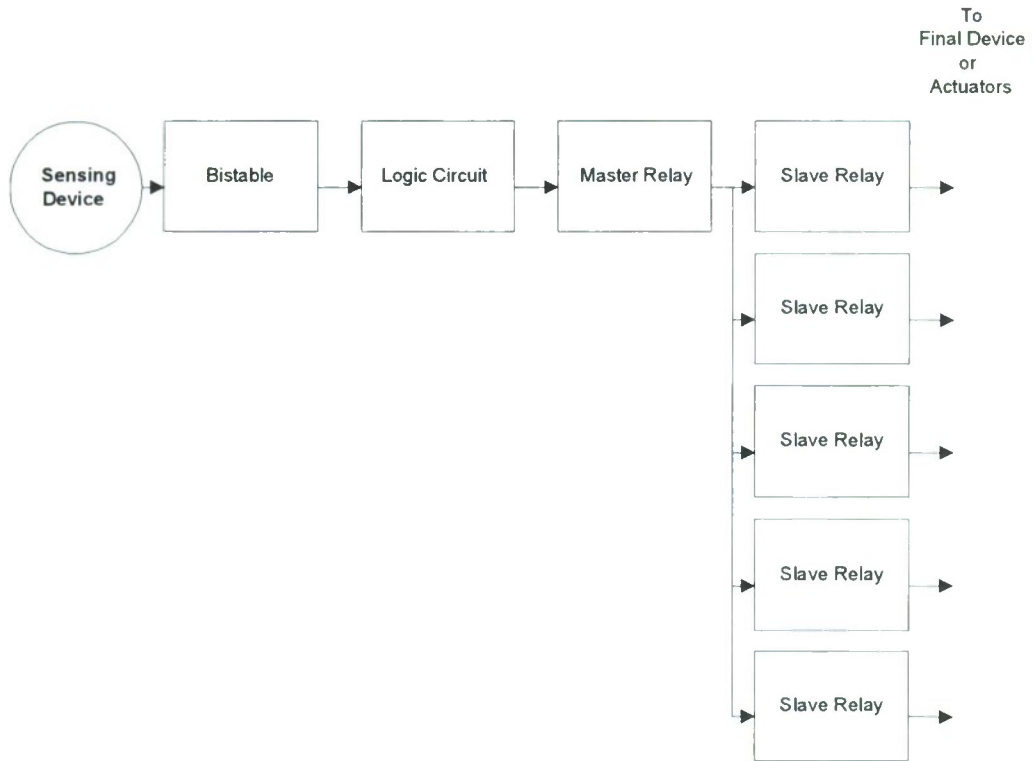 To
Final Device
or
Actuators
Sensing
Device
Bistable
Logic Circuit
Master Relay
Slave Relay
Slave Relay
Slave Relay
Slave Relay
Slave Relay